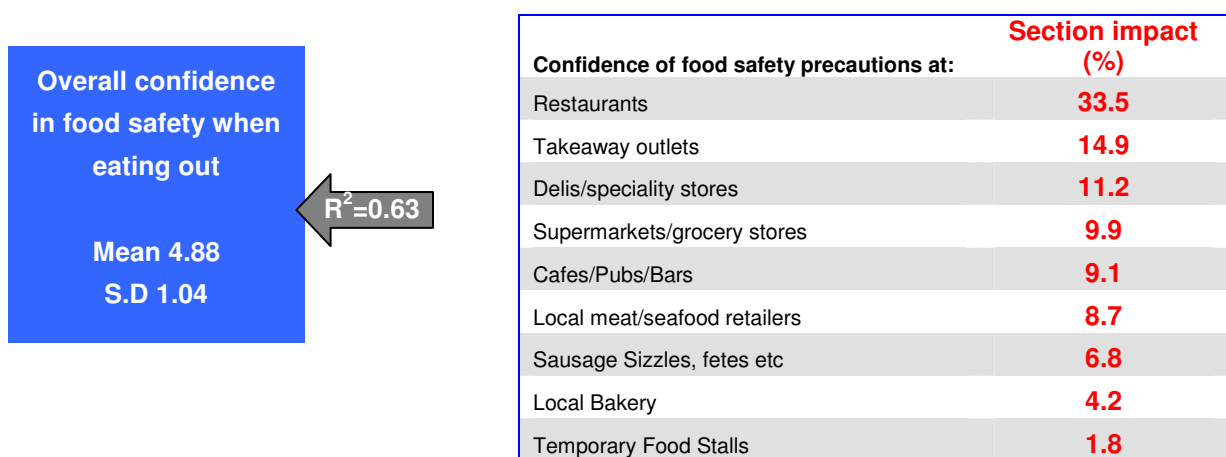 Overall confidence
in food safety when
eating out
Mean 4.88
S.D 1.04
R²=0.63
Section impact
(%)
Confidence of food safety precautions at:
Restaurants 33.5
Takeaway outlets 14.9
Delis/speciality stores 11.2
Supermarkets/grocery stores 9.9
Cafes/Pubs/Bars 9.1
Local meat/seafood retailers 8.7
Sausage Sizzles, fetes etc 6.8
Local Bakery 4.2
Temporary Food Stalls 1.8